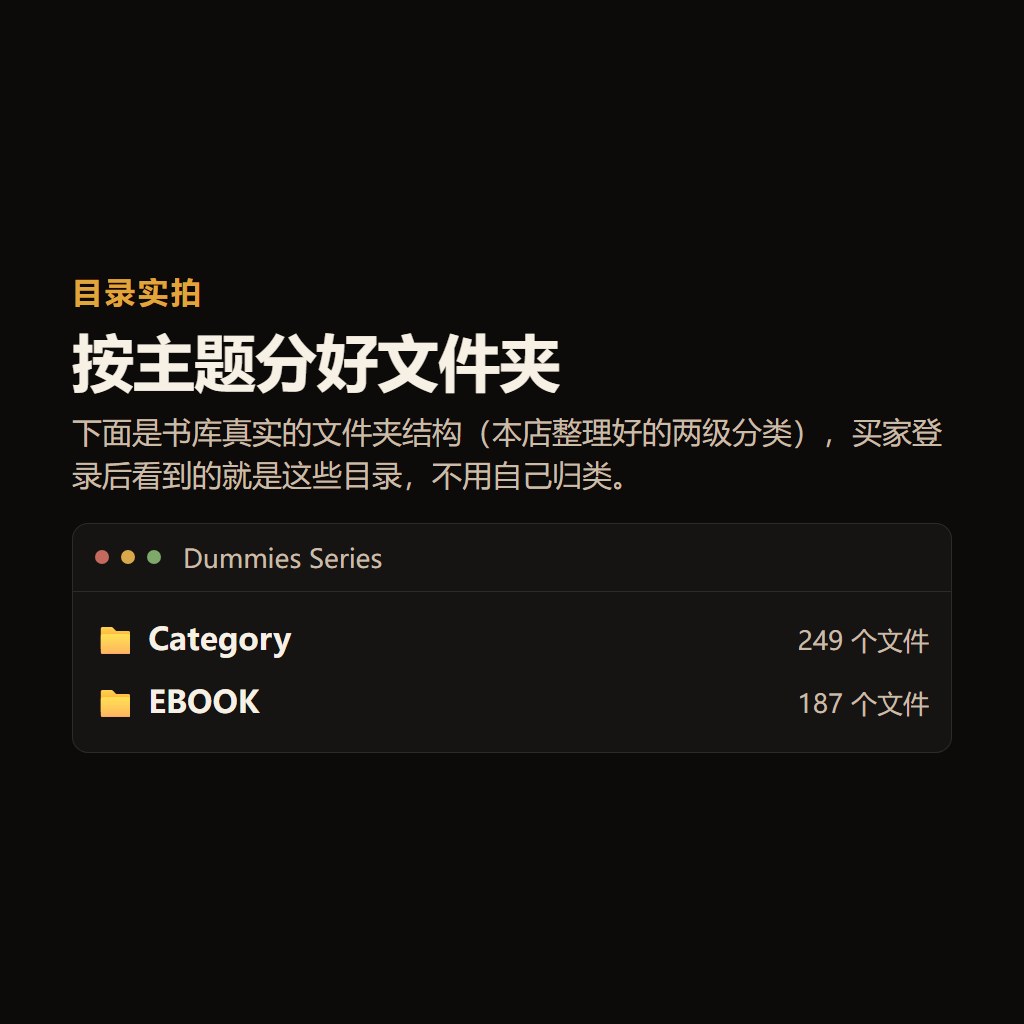 目录实拍
按主题分好文件夹
下面是书库真实的文件夹结构（本店整理好的两级分类），买家登
录后看到的就是这些目录，不用自己归类。
Dummies Series
Category 249 个文件
EBOOK 187 个文件